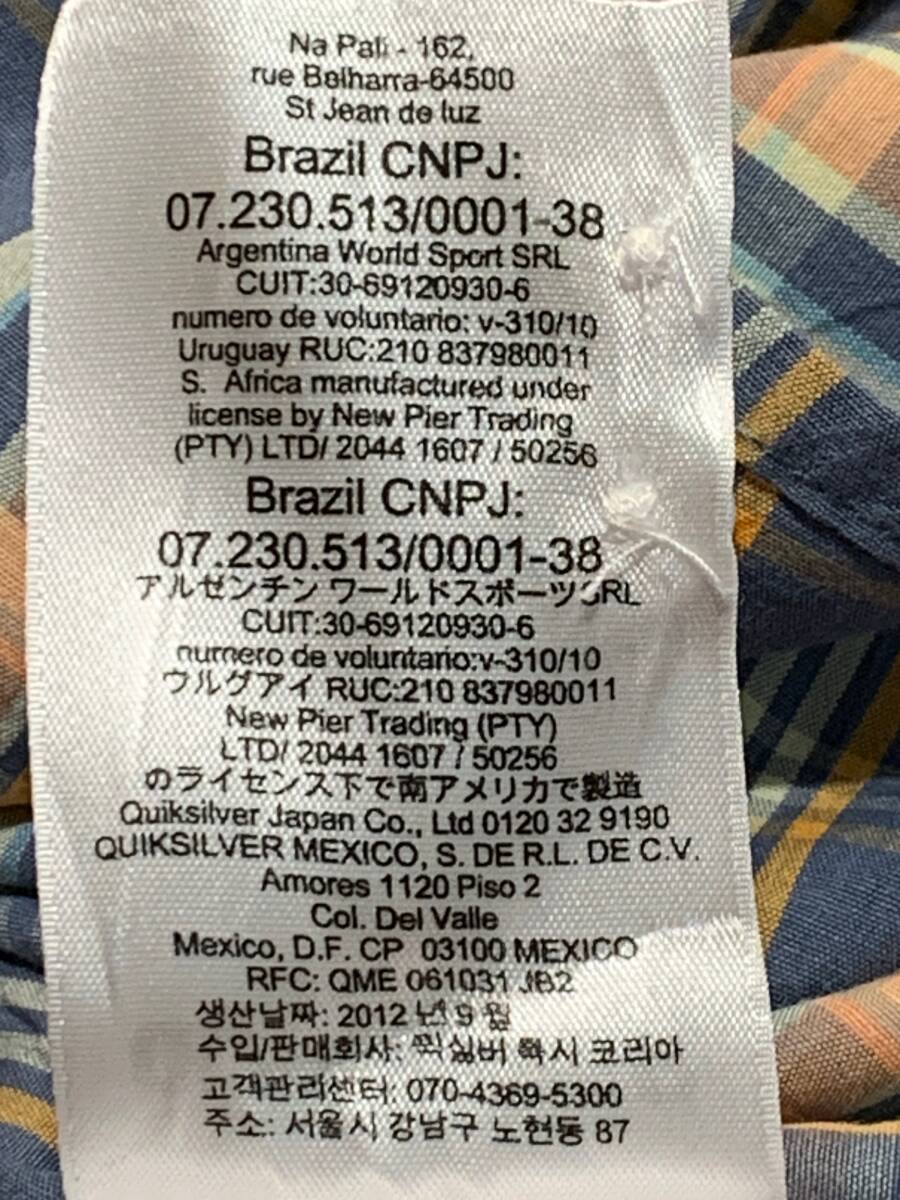 Na Pali - 162,
rue Belharra-64500
St Jean de luz
Brazil CNPJ:
07.230.513/0001-38
Argentina World Sport SRL
CUIT:30-69120930-6
numero de voluntario: v-310/10
Uruguay RUC:210 837980011
S. Africa manufactured under
license by New Pier Trading
(PTY) LTD/ 2044 1607 / 50256
Brazil CNPJ:
07.230.513/0001-38
アルゼンチン ワールドスポーツSRL
CUIT:30-69120930-6
numero de voluntario:v-310/10
ウルグアイ RUC:210 837980011
New Pier Trading (PTY)
LTD/ 2044 1607 / 50256
のライセンス下で南アメリカで製造
Quiksilver Japan Co., Ltd 0120 32 9190
QUIKSILVER MEXICO, S. DE R.L. DE C.V.
Amores 1120 Piso 2
Col. Del Valle
Mexico, D.F. CP 03100 MEXICO
RFC: QME 061031 JB2
생산날짜: 2012 년 9 월
수입/판매회사: 코리아
고객관리센터: 070-4369-5300
주소: 서울시 강남구 노현동 87